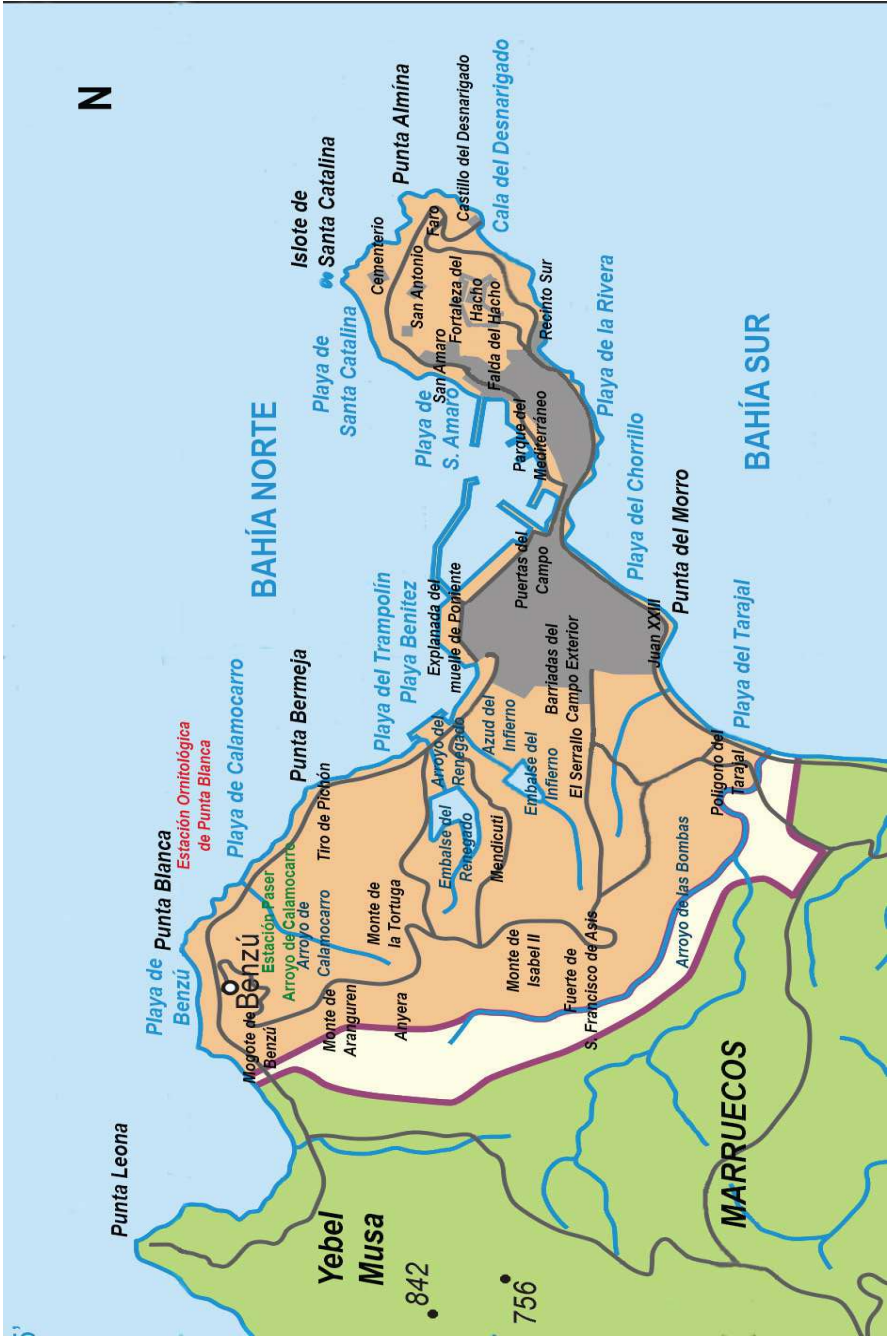 N
BAHÍA NORTE
BAHÍA SUR
Punta Leona
Playa de
Benzú
Punta Blanca
Estación Ornitológica
de Punta Blanca
Playa de Calamocarro
Punta Bermeja
Playa del Trampolín
Playa Benitez
Explanada del
muelle de Poniente
Playa de
S. Amaro
Playa de
Santa Catalina
Islote de
Santa Catalina
Punta Almina
Castillo del Desnarigado
Cala del Desnarigado
Cementerio
Faro
San Antonio
Fortaleza del
Hacho
San Amaro
Falda del Hacho
Recinto Sur
Parque del
Mediterráneo
Playa de la Rivera
Puertas del
Campo
Playa del Chorrillo
Punta del Morro
Juan XXIII
Barriadas del
Campo Exterior
Playa del Tarajal
Polígono del
Tarajal
El Serrallo
Azud del
Infierno
Embalse del
Infierno
Arroyo del
Renegado
Embalse del
Renegado
Mendicuti
Tiro de Pichón
Benzú
Estación Paser
Arroyo de Calamocarro
Arroyo de
Calamocarro
Monte de
la Tortuga
Mogote de
Benzú
Monte de
Aranguren
Anyera
Monte de
Isabel II
Fuerte de
S. Francisco de Asis
Arroyo de las Bombas
Yebel
Musa
842
756
MARRUECOS